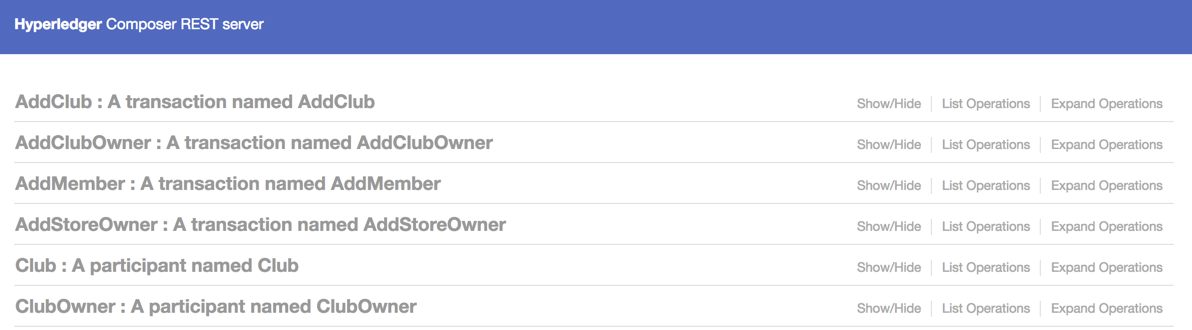 Hyperledger Composer REST server
AddClub : A transaction named AddClub Show/Hide List Operations Expand Operations
AddClubOwner : A transaction named AddClubOwner Show/Hide List Operations Expand Operations
AddMember : A transaction named AddMember Show/Hide List Operations Expand Operations
AddStoreOwner : A transaction named AddStoreOwner Show/Hide List Operations Expand Operations
Club : A participant named Club Show/Hide List Operations Expand Operations
ClubOwner : A participant named ClubOwner Show/Hide List Operations Expand Operations